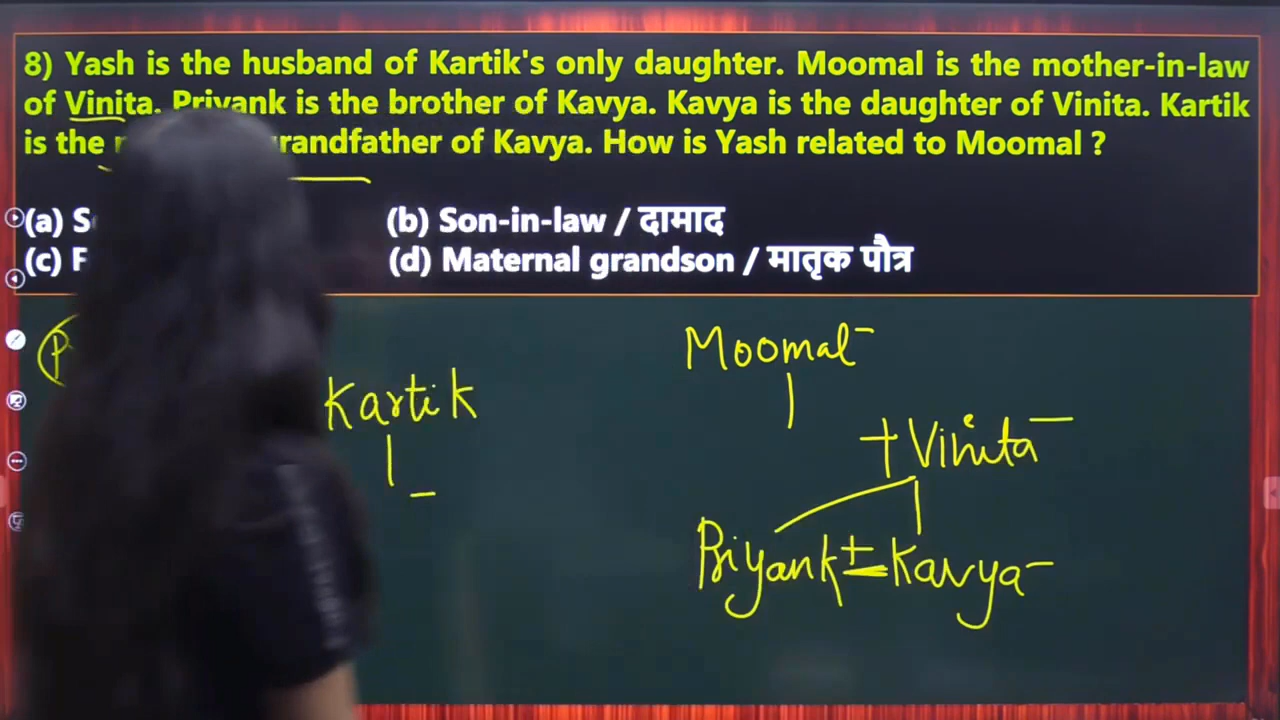 8) Yash is the husband of Kartik's only daughter. Moomal is the mother-in-law
of Vinita. Priyank is the brother of Kavya. Kavya is the daughter of Vinita. Kartik
is the grandfather of Kavya. How is Yash related to Moomal ?
(a) (b) Son-in-law / दामाद
(c) (d) Maternal grandson / मातृक पौत्र
Moomal -
Kartik
+ Vinita -
-
Priyank ± Kavya -